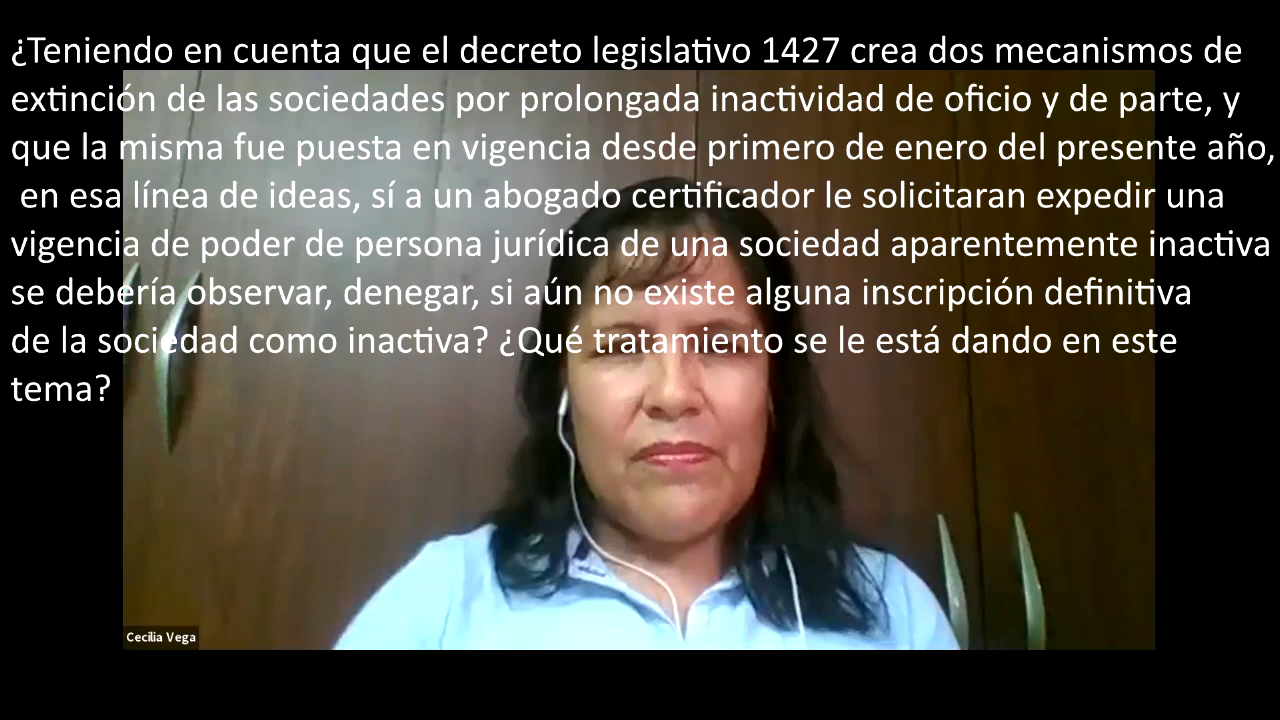 ¿Teniendo en cuenta que el decreto legislativo 1427 crea dos mecanismos de
extinción de las sociedades por prolongada inactividad de oficio y de parte, y
que la misma fue puesta en vigencia desde primero de enero del presente año,
en esa línea de ideas, sí a un abogado certificador le solicitaran expedir una
vigencia de poder de persona jurídica de una sociedad aparentemente inactiva
se debería observar, denegar, si aún no existe alguna inscripción definitiva
de la sociedad como inactiva? ¿Qué tratamiento se le está dando en este
tema?
Cecilia Vega